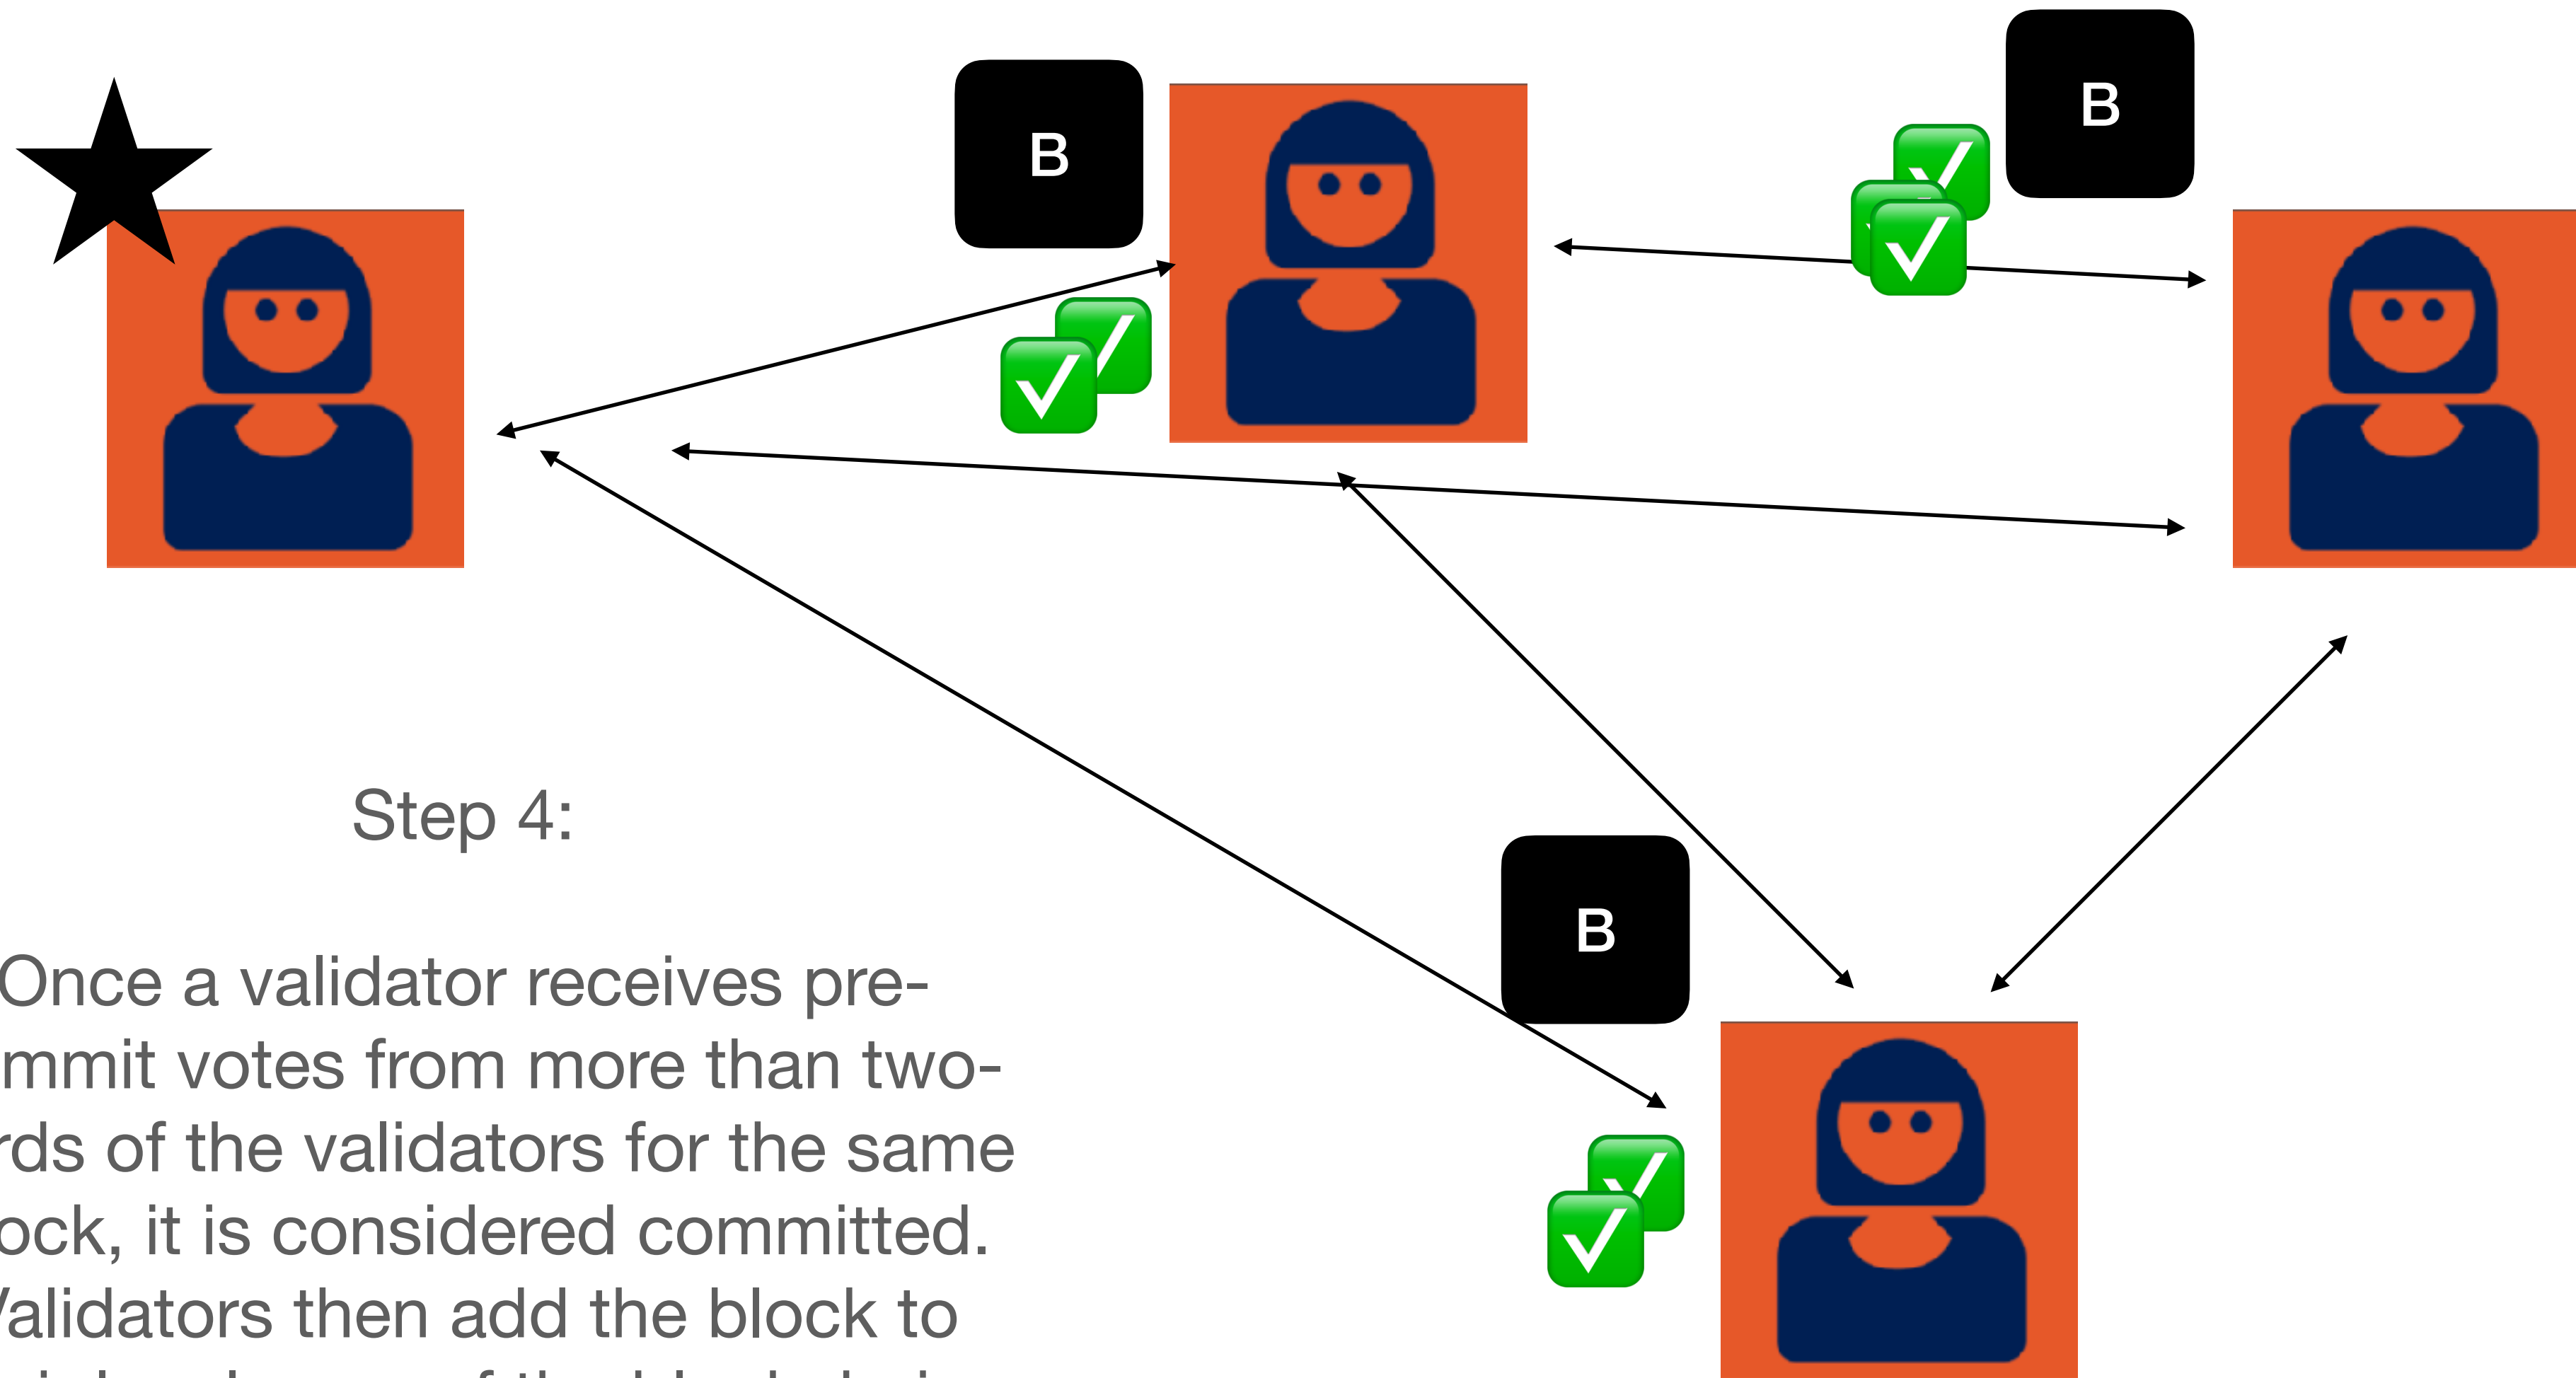 B
B
Step 4:
B
Once a validator receives pre-
mmit votes from more than two-
rds of the validators for the same
ock, it is considered committed.
Validators then add the block to